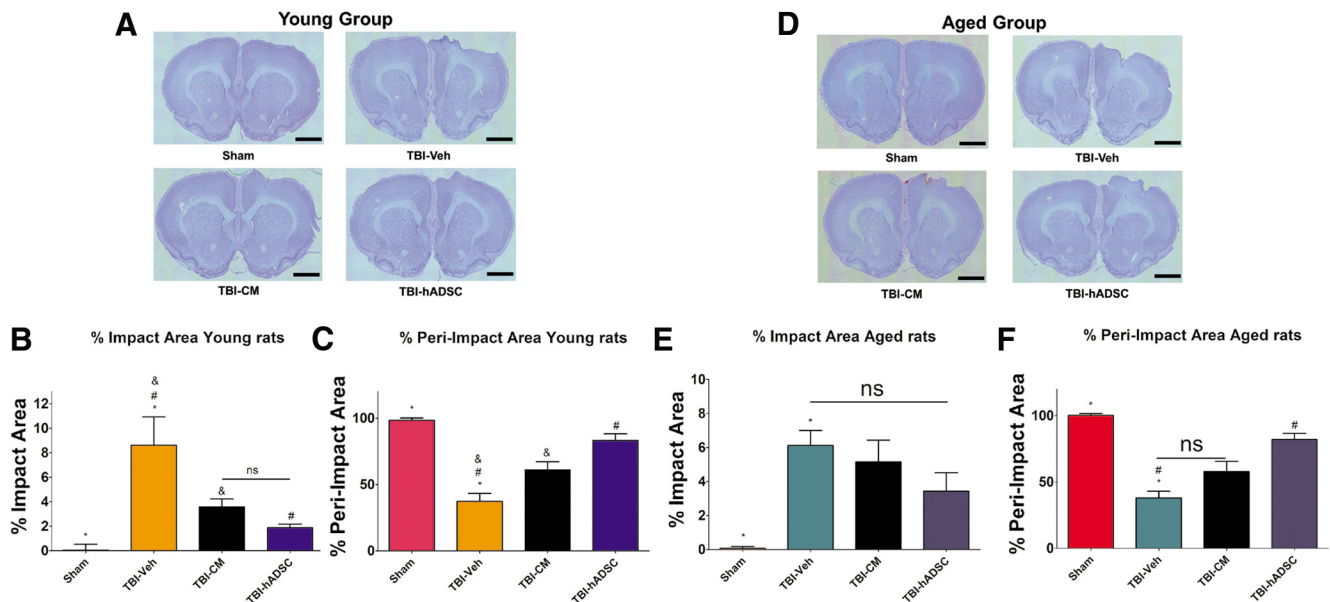 A
Young Group
Sham
TBI-Veh
TBI-CM
TBI-hADSC
D
Aged Group
Sham
TBI-Veh
TBI-CM
TBI-hADSC
B
% Impact Area Young rats
% Impact Area
12
10
8
6
4
2
0
*
&
#
*
&
ns
#
Sham
TBI-Veh
TBI-CM
TBI-hADSC
C
% Peri-Impact Area Young rats
% Peri-Impact Area
100
50
0
*
&
#
*
&
#
Sham
TBI-Veh
TBI-CM
TBI-hADSC
E
% Impact Area Aged rats
% Impact Area
10
8
6
4
2
0
*
*
ns
Sham
TBI-Veh
TBI-CM
TBI-hADSC
F
% Peri-Impact Area Aged rats
% Peri-Impact Area
100
50
0
*
ns
#
*
#
Sham
TBI-Veh
TBI-CM
TBI-hADSC